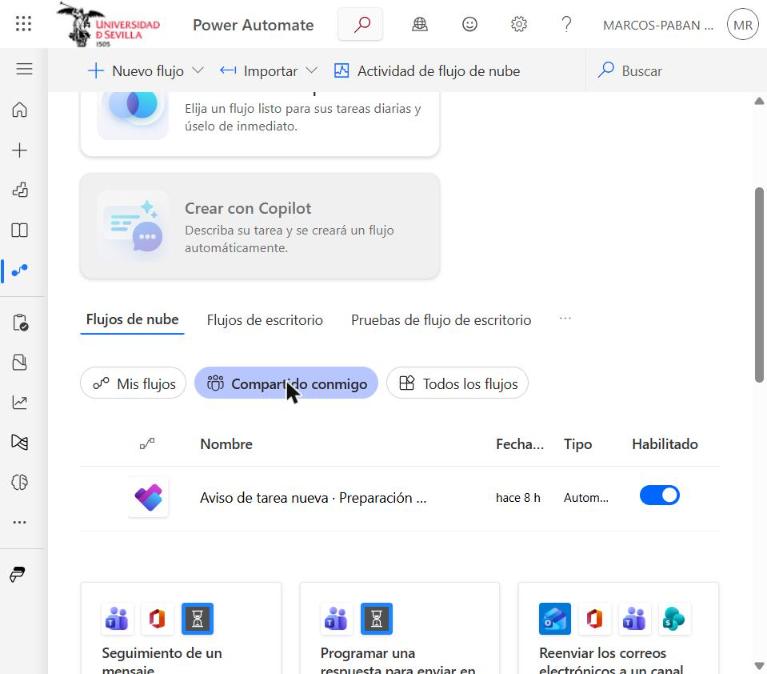 UNIVERSIDAD
D SEVILLA
1505
Power Automate
MARCOS-PABAN ...
MR
Nuevo flujo
Importar
Actividad de flujo de nube
Buscar
Elija un flujo listo para sus tareas diarias y
úselo de inmediato.
Crear con Copilot
Describa su tarea y se creará un flujo
automáticamente.
Flujos de nube
Flujos de escritorio
Pruebas de flujo de escritorio
...
Mis flujos
Compartido conmigo
Todos los flujos
Nombre
Fecha...
Tipo
Habilitado
Aviso de tarea nueva · Preparación ...
hace 8 h
Autom...
Seguimiento de un
mensaje
Programar una
respuesta para enviar en
Reenviar los correos
electrónicos a un canal